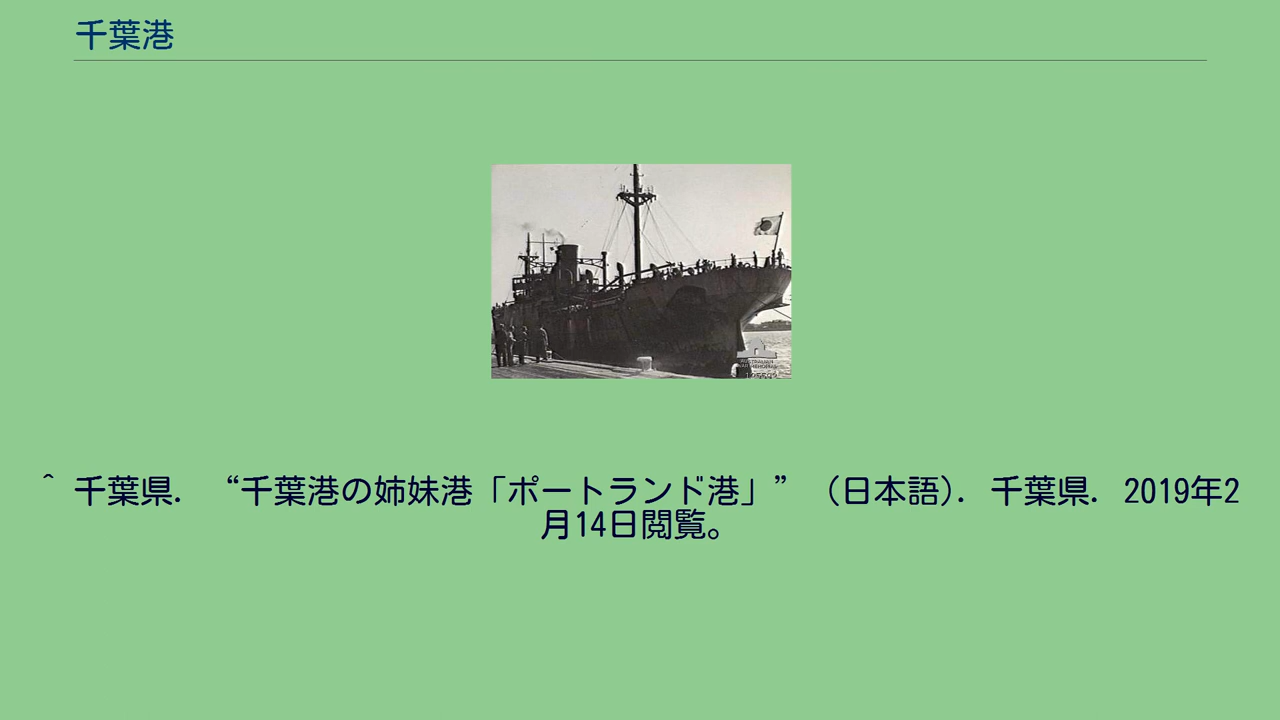 千葉港
^ 千葉県. “千葉港の姉妹港「ポートランド港」” (日本語). 千葉県. 2019年2
月14日閲覧。